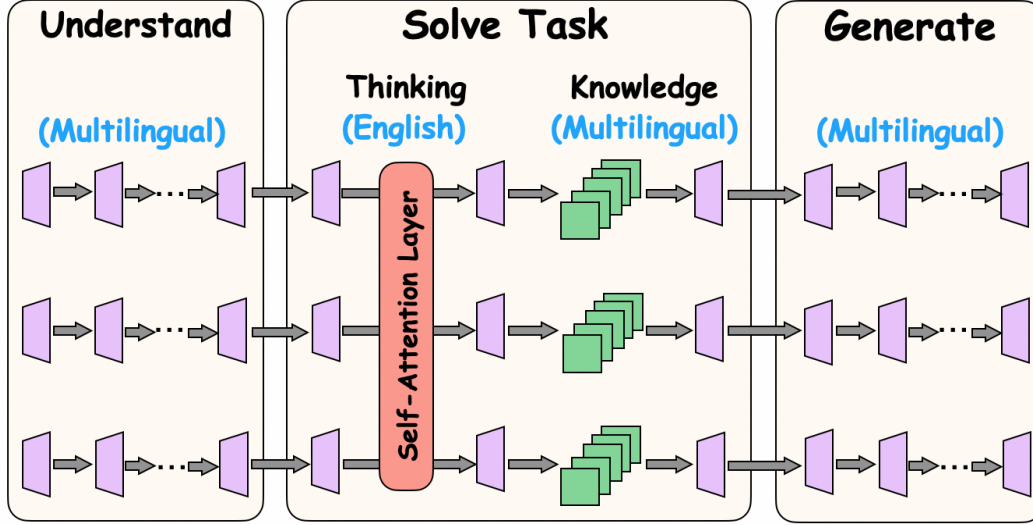 Understand
Solve Task
Generate
Thinking
Knowledge
(Multilingual)
(English)
(Multilingual)
(Multilingual)
Self-Attention Layer